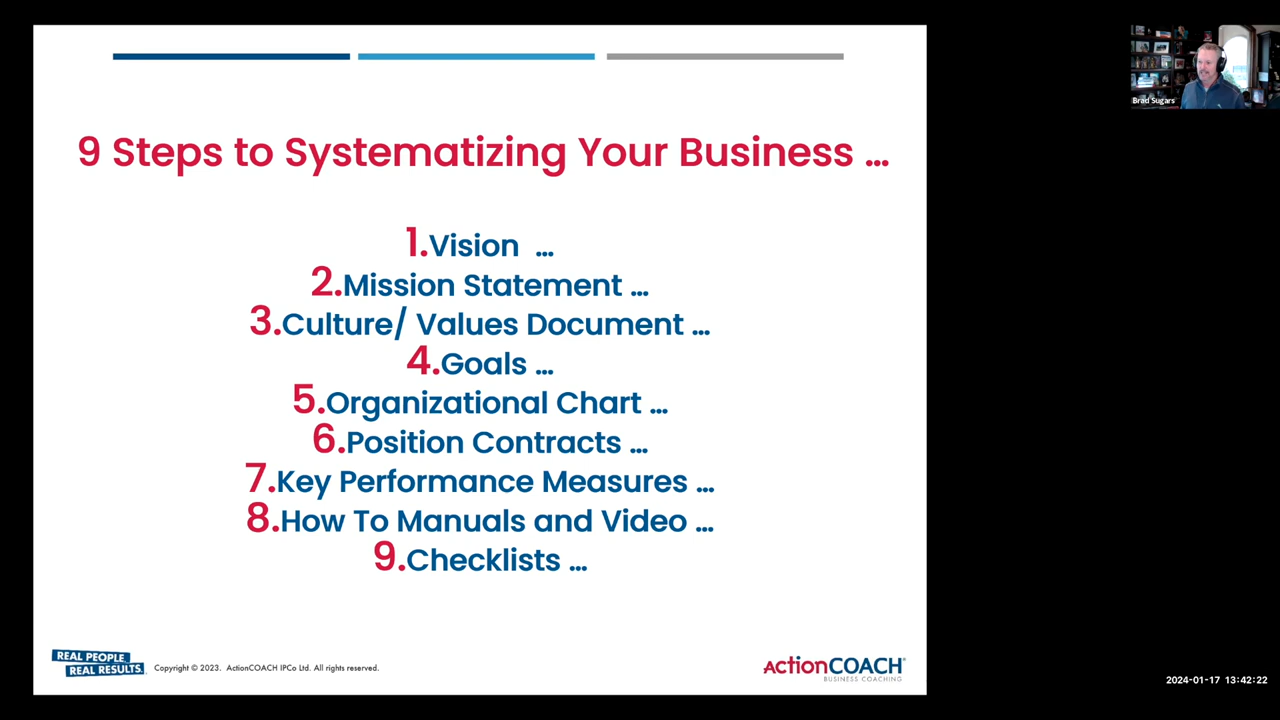 Brad Sugars
9 Steps to Systematizing Your Business ...
1.Vision ...
2.Mission Statement ...
3.Culture/ Values Document ...
4.Goals ...
5.Organizational Chart ...
6.Position Contracts ...
7.Key Performance Measures ...
8.How To Manuals and Video ...
9.Checklists ...
REAL PEOPLE.
REAL RESULTS.
Copyright © 2023. ActionCOACH IPCo Ltd. All rights reserved.
actionCOACH®
BUSINESS COACHING
2024-01-17 13:42:22